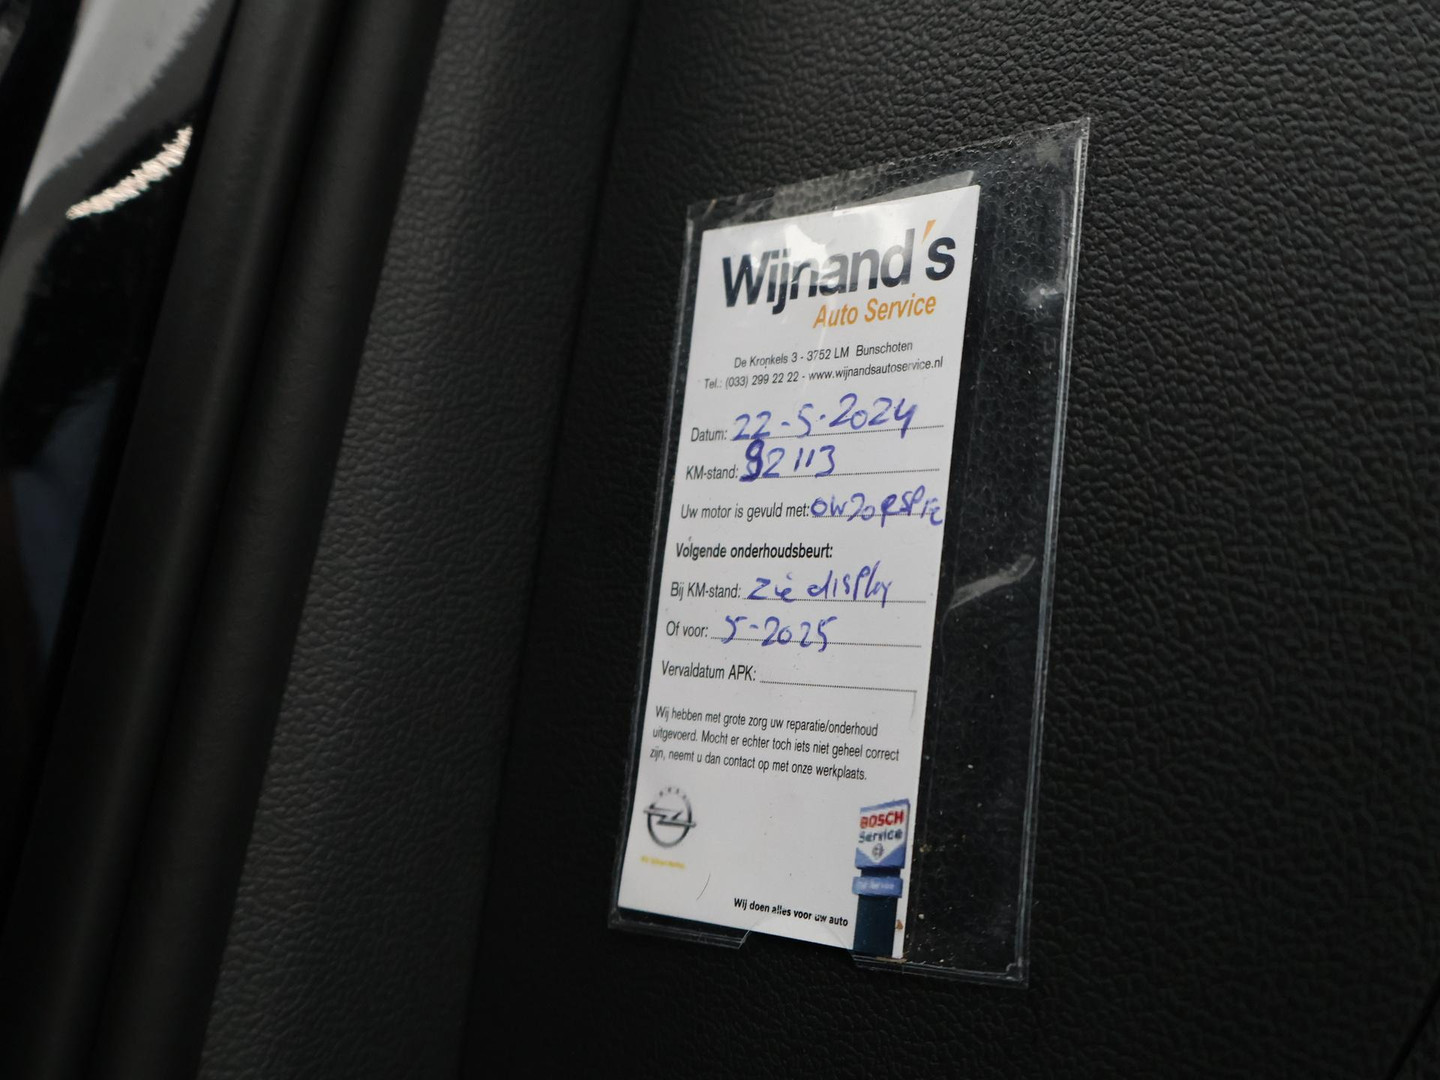 Wijnand's
Auto Service
De Kronkels 3 - 3752 LM Bunschoten
Tel.: (033) 299 22 22 - www.wijnandsautoservice.nl
Datum: 22-5-2024
KM-stand: 92113
Uw motor is gevuld met:
Volgende onderhoudsbeurt:
Bij KM-stand: zie display
Of voor: 5-2025
Vervaldatum APK:
Wij hebben met grote zorg uw reparatie/onderhoud
uitgevoerd. Mocht er echter toch iets niet geheel correct
zijn, neemt u dan contact op met onze werkplaats.
BOSCH
Service
Wij doen alles voor uw auto